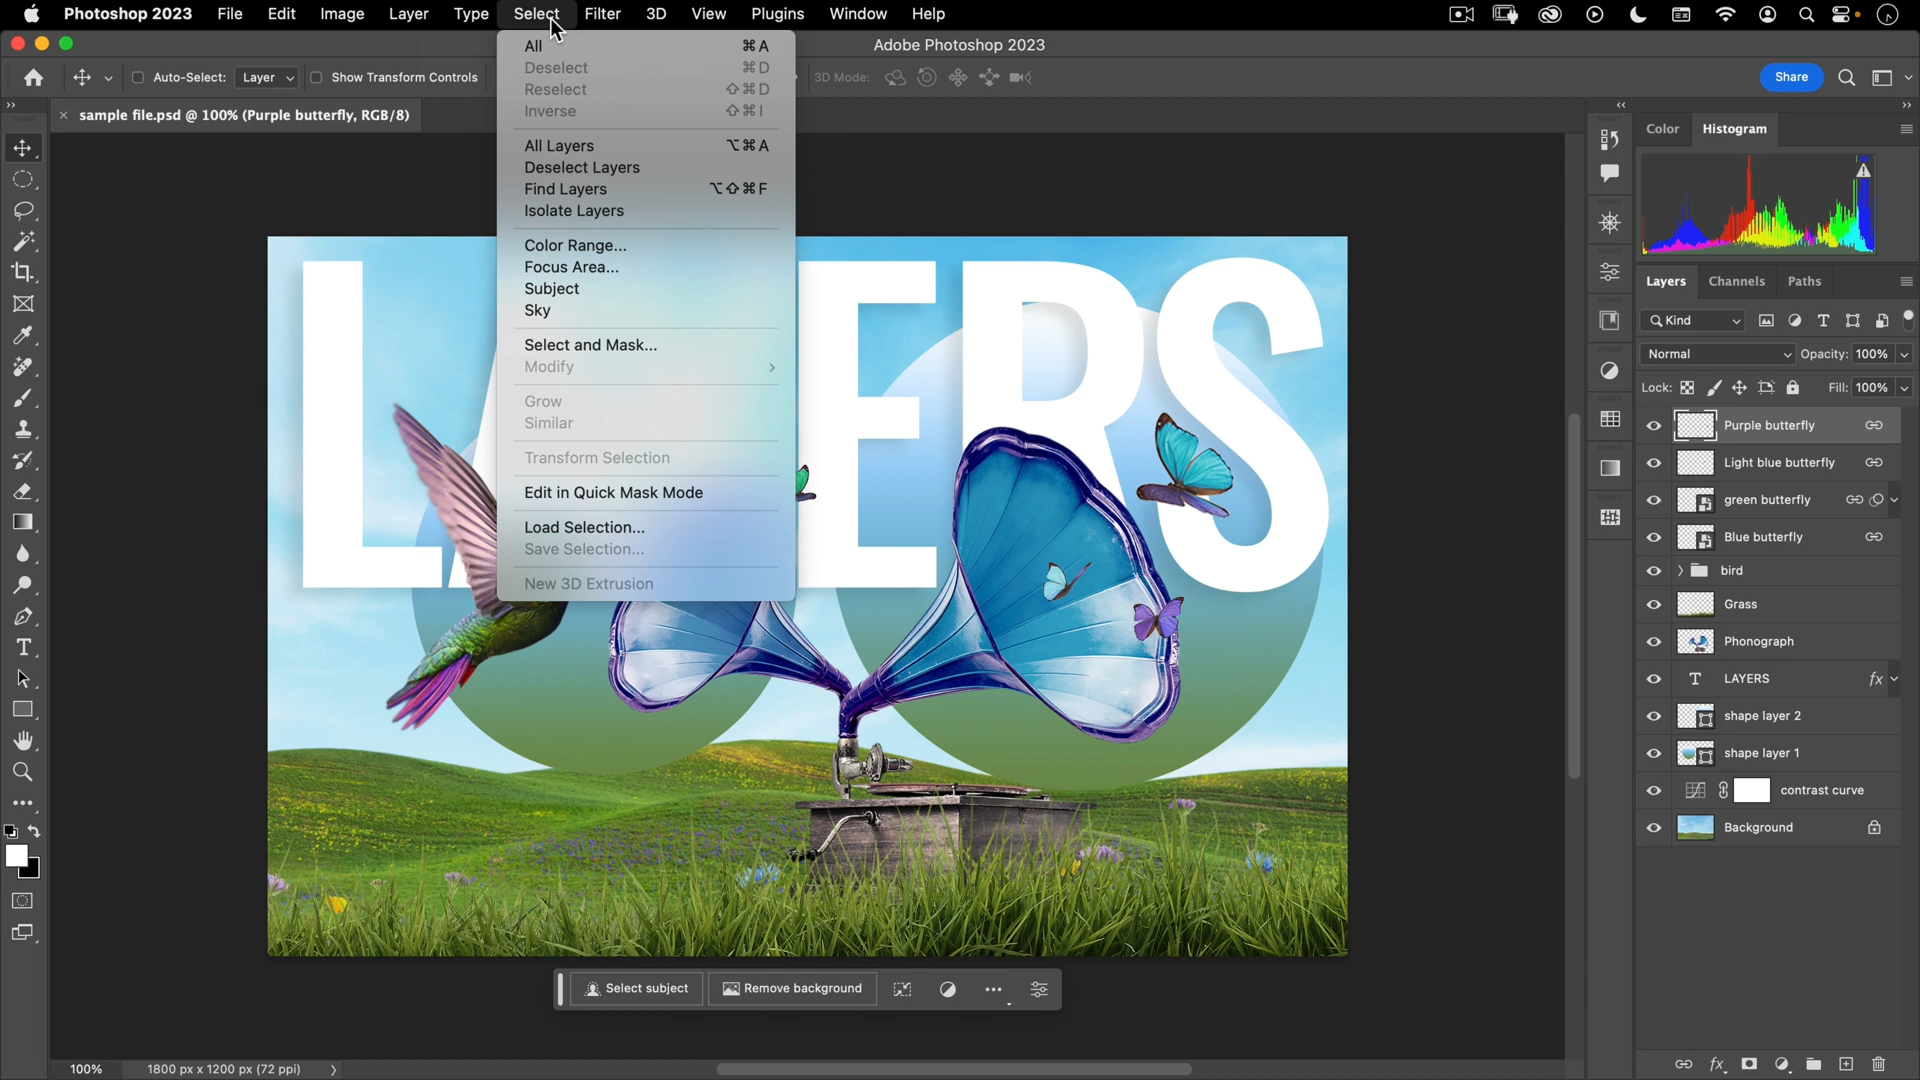 Photoshop 2023 File Edit Image Layer Type Select Filter 3D View Plugins Window Help
Adobe Photoshop 2023
Auto-Select: Layer Show Transform Controls 3D Mode: Share
sample file.psd @ 100% (Purple butterfly, RGB/8)
All ⌘A
Deselect ⌘D
Reselect ⇧⌘D
Inverse ⇧⌘I
All Layers ⌥⌘A
Deselect Layers
Find Layers ⌥⇧⌘F
Isolate Layers
Color Range...
Focus Area...
Subject
Sky
Select and Mask...
Modify
Grow
Similar
Transform Selection
Edit in Quick Mask Mode
Load Selection...
Save Selection...
New 3D Extrusion
LAYERS
Select subject Remove background
100% 1800 px x 1200 px (72 ppi)
Color Histogram
Layers Channels Paths
Kind
Normal Opacity: 100%
Lock: Fill: 100%
Purple butterfly
Light blue butterfly
green butterfly
Blue butterfly
bird
Grass
Phonograph
T LAYERS fx
shape layer 2
shape layer 1
contrast curve
Background
fx